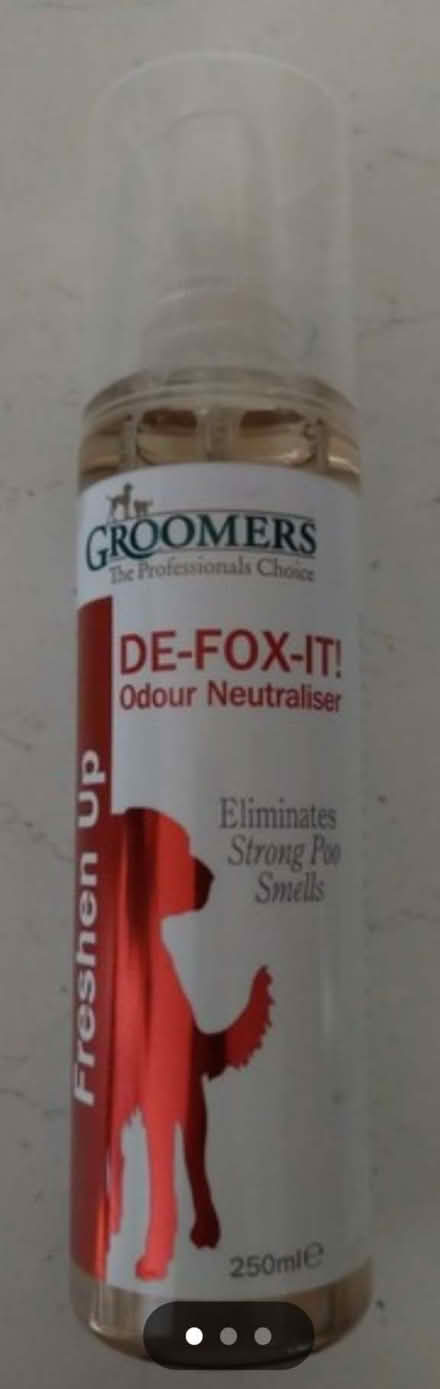 GROOMERS
The Professionals Choice
DE-FOX-IT!
Odour Neutraliser
Eliminates
Strong Poo
Smells
Freshen Up
250ml℮